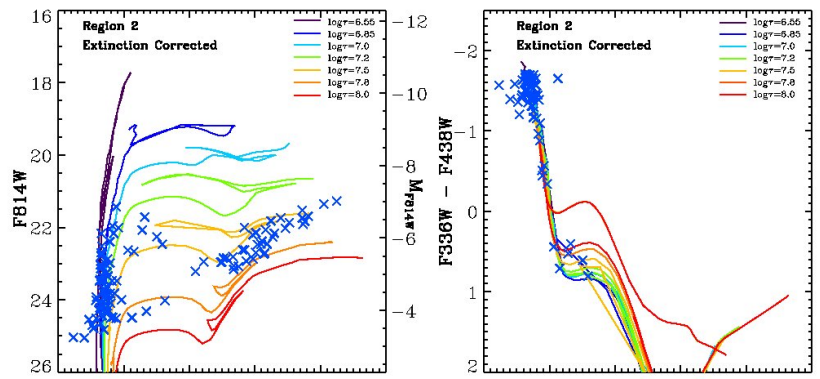 Region 2
Extinction Corrected
logτ=6.55
logτ=6.85
logτ=7.0
logτ=7.2
logτ=7.5
logτ=7.8
logτ=8.0
16
18
20
22
24
26
F814W
−12
−10
−8
−6
−4
M_F814W
Region 2
Extinction Corrected
logτ=6.55
logτ=6.85
logτ=7.0
logτ=7.2
logτ=7.5
logτ=7.8
logτ=8.0
−2
−1
0
1
2
F336W − F438W